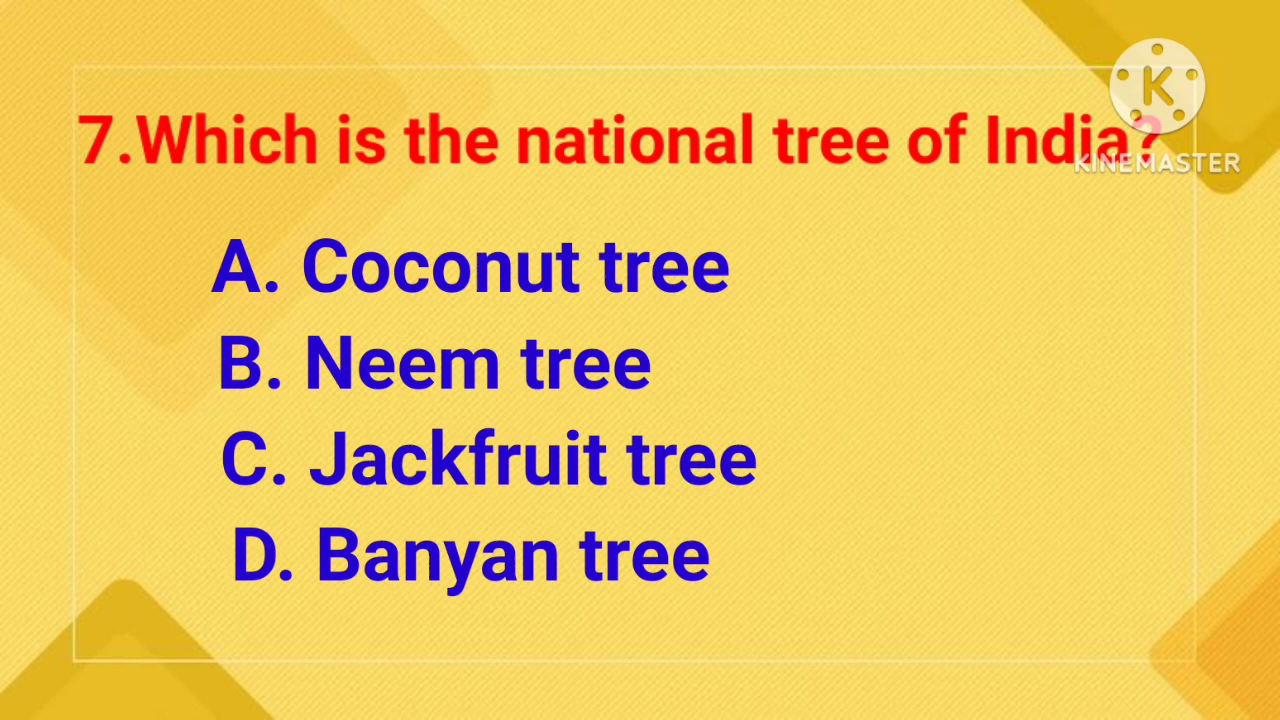 7.Which is the national tree of India?
K
KINEMASTER
A. Coconut tree
B. Neem tree
C. Jackfruit tree
D. Banyan tree